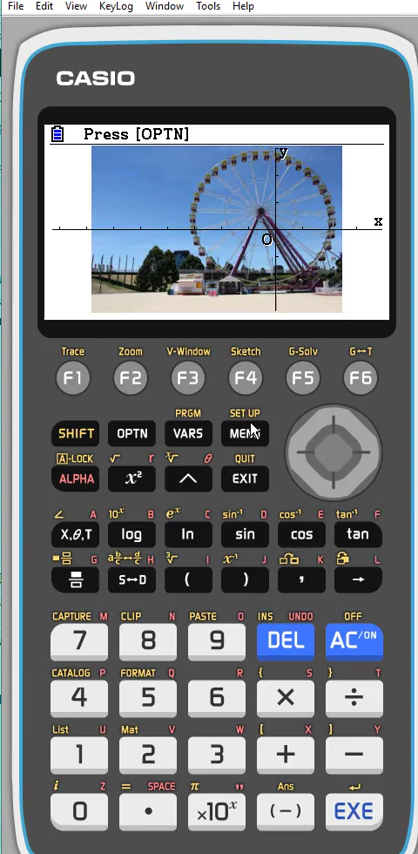 File Edit View KeyLog Window Tools Help
CASIO
Press [OPTN]
y
x
O
Trace Zoom V-Window Sketch G-Solv G↔T
F1 F2 F3 F4 F5 F6
PRGM SET UP
SHIFT OPTN VARS MENU
A-LOCK √ r ˣ√ θ QUIT
ALPHA x² ^ EXIT
∠ A 10ˣ B eˣ C sin⁻¹ D cos⁻¹ E tan⁻¹ F
X,θ,T log ln sin cos tan
G H ³√ I x⁻¹ J K L
S↔D ( ) , →
CAPTURE M CLIP N PASTE O INS UNDO OFF
7 8 9 DEL AC/ON
CATALOG P FORMAT Q R { S } T
4 5 6 × ÷
List U Mat V W [ X ] Y
1 2 3 + −
i Z = SPACE π " Ans ↵
0 • ×10ˣ (−) EXE